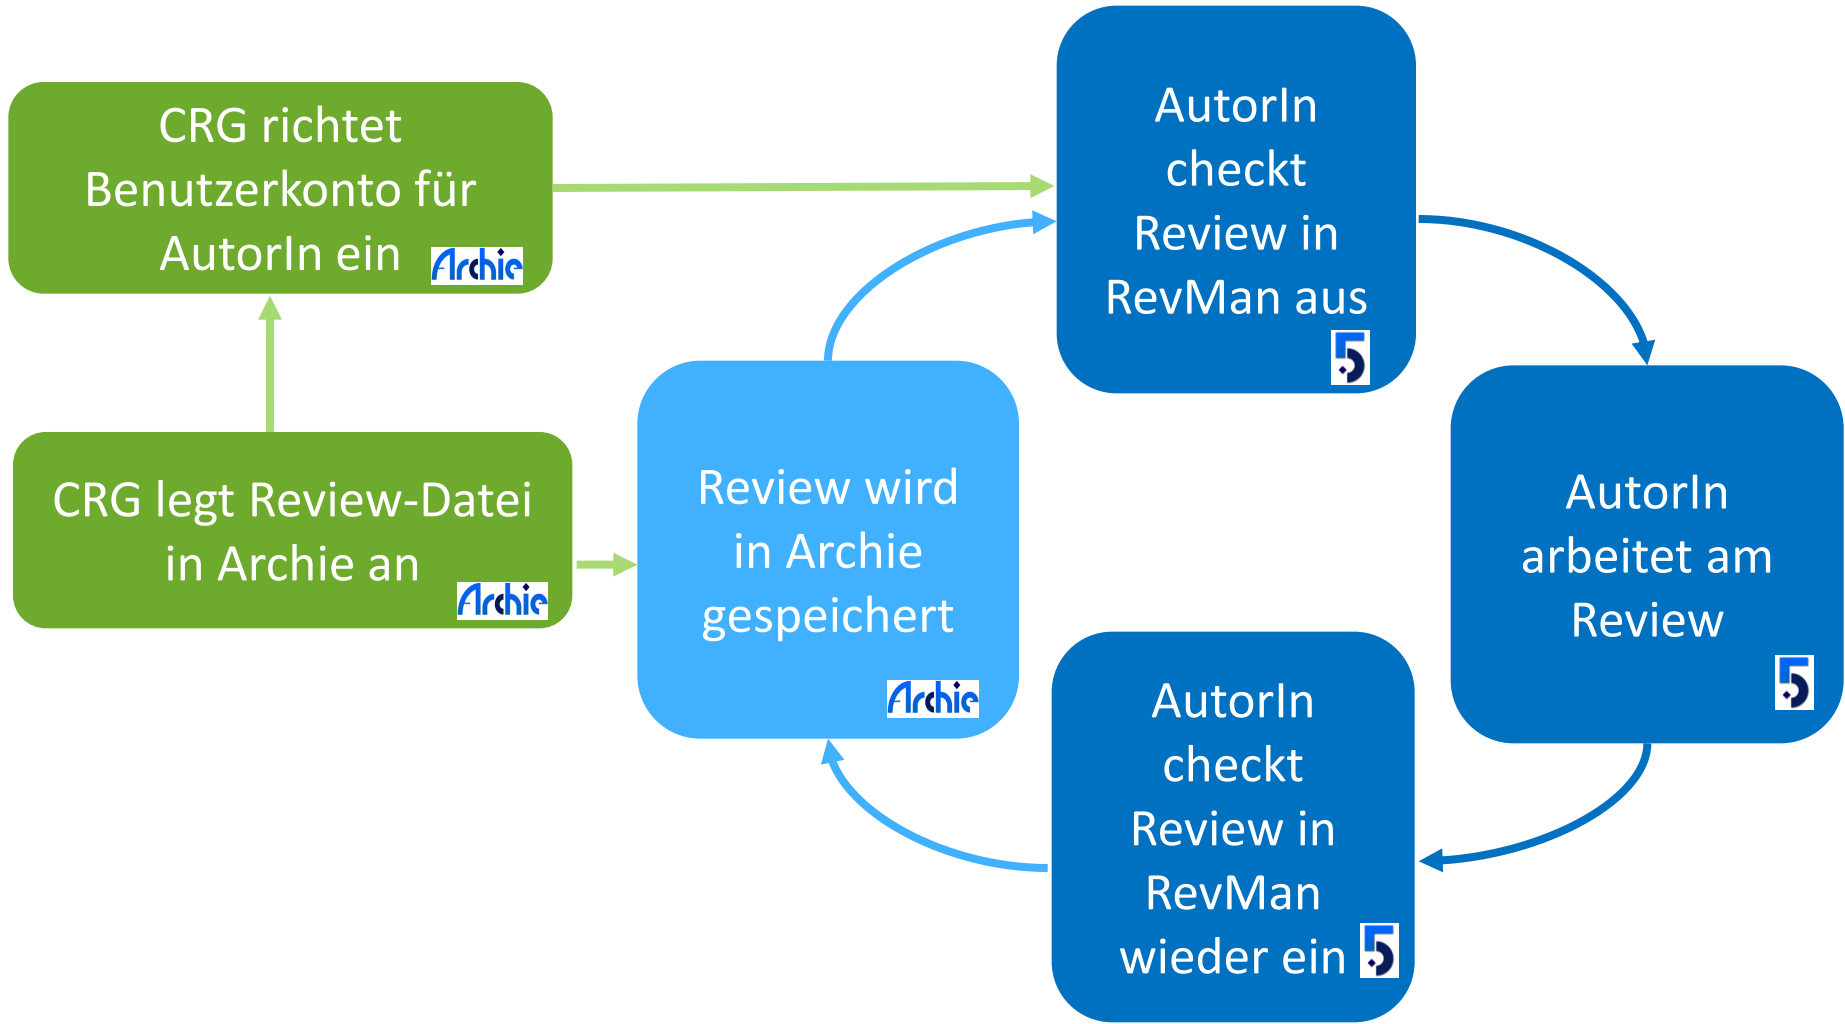 CRG richtet
Benutzerkonto für
AutorIn ein
Archie
CRG legt Review-Datei
in Archie an
Archie
Review wird
in Archie
gespeichert
Archie
AutorIn
checkt
Review in
RevMan aus
5
AutorIn
arbeitet am
Review
5
AutorIn
checkt
Review in
RevMan
wieder ein
5